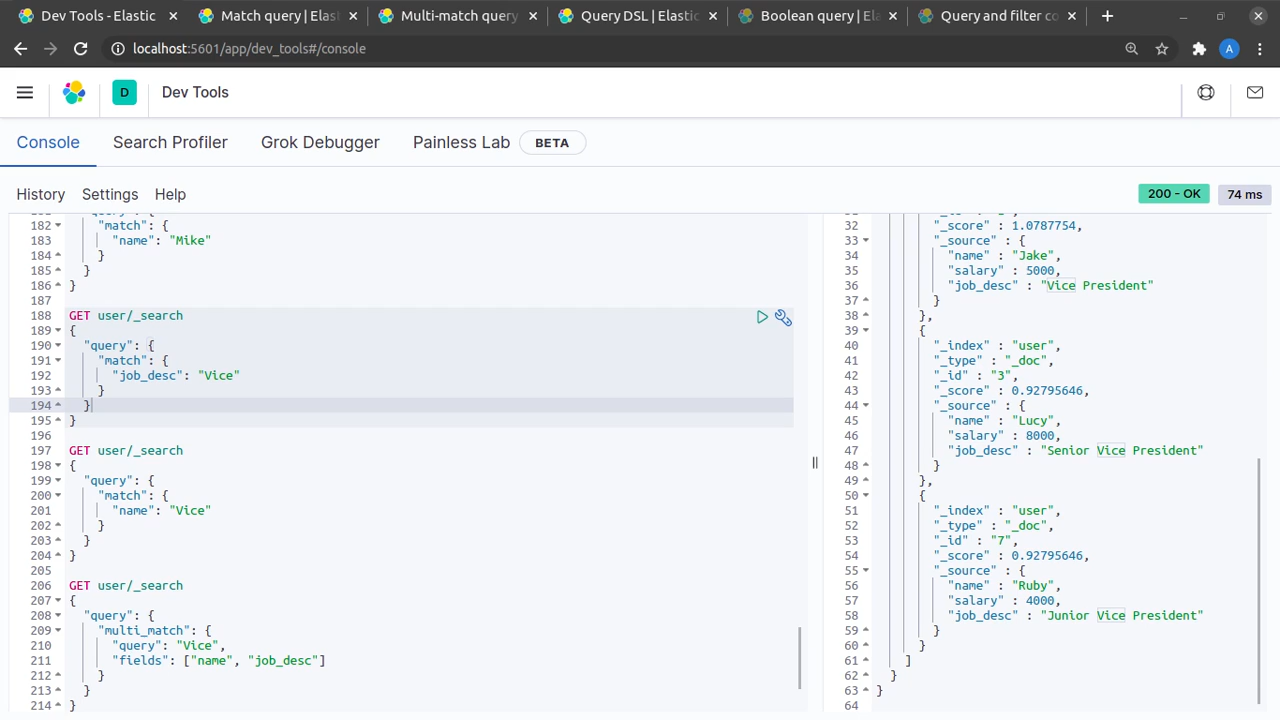 Dev Tools - Elastic
Match query | Elas
Multi-match query
Query DSL | Elastic
Boolean query | Ela
Query and filter co
localhost:5601/app/dev_tools#/console
A
D
Dev Tools
Console
Search Profiler
Grok Debugger
Painless Lab
BETA
History
Settings
Help
200 - OK
74 ms
182 "match": {
183 "name": "Mike"
184 }
185 }
186 }
187
188 GET user/_search
189 {
190 "query": {
191 "match": {
192 "job_desc": "Vice"
193 }
194 }
195 }
196
197 GET user/_search
198 {
199 "query": {
200 "match": {
201 "name": "Vice"
202 }
203 }
204 }
205
206 GET user/_search
207 {
208 "query": {
209 "multi_match": {
210 "query": "Vice",
211 "fields": ["name", "job_desc"]
212 }
213 }
214 }
32 "_score" : 1.0787754,
33 "_source" : {
34 "name" : "Jake",
35 "salary" : 5000,
36 "job_desc" : "Vice President"
37 }
38 },
39 {
40 "_index" : "user",
41 "_type" : "_doc",
42 "_id" : "3",
43 "_score" : 0.92795646,
44 "_source" : {
45 "name" : "Lucy",
46 "salary" : 8000,
47 "job_desc" : "Senior Vice President"
48 }
49 },
50 {
51 "_index" : "user",
52 "_type" : "_doc",
53 "_id" : "7",
54 "_score" : 0.92795646,
55 "_source" : {
56 "name" : "Ruby",
57 "salary" : 4000,
58 "job_desc" : "Junior Vice President"
59 }
60 }
61 ]
62 }
63 }
64